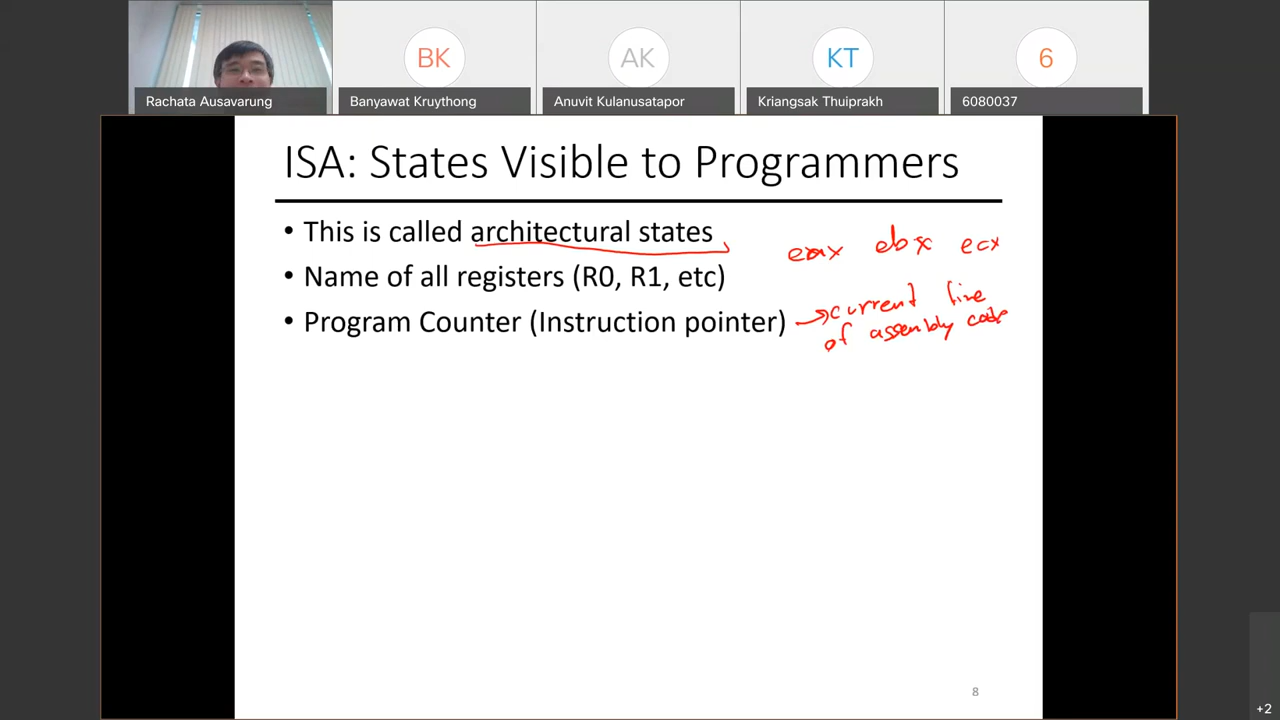 BK
AK
KT
6
Rachata Ausavarung
Banyawat Kruythong
Anuvit Kulanusatapor
Kriangsak Thuiprakh
6080037
ISA: States Visible to Programmers
• This is called architectural states
eax ebx ecx
• Name of all registers (R0, R1, etc)
• Program Counter (Instruction pointer)
current line
of assembly code
8
+2